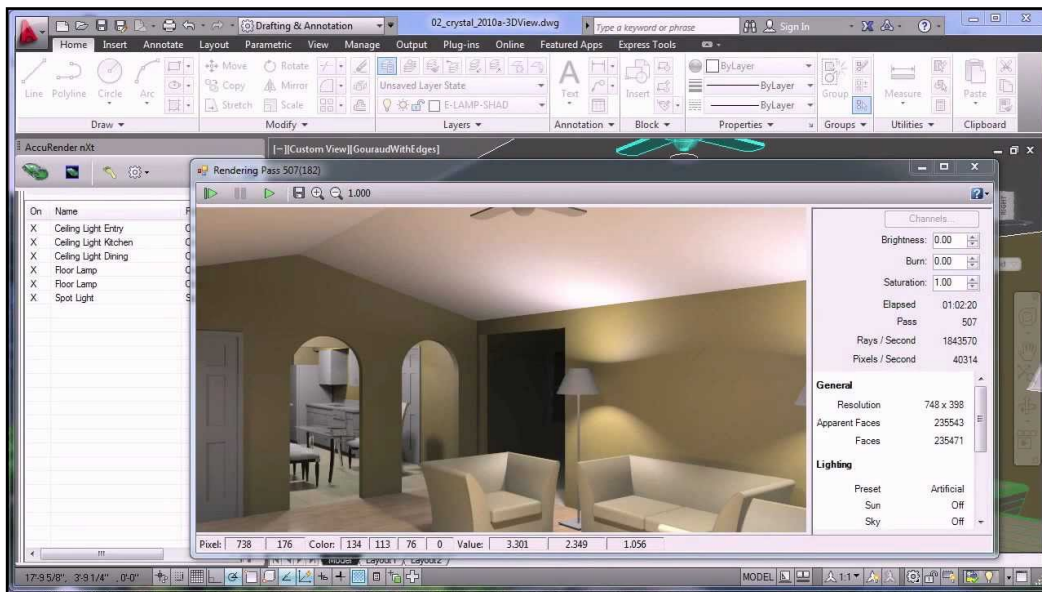 Drafting & Annotation
02_crystal_2010a-3DView.dwg
Type a keyword or phrase
Sign In
Home Insert Annotate Layout Parametric View Manage Output Plug-ins Online Featured Apps Express Tools
Move Rotate Unsaved Layer State ByLayer
Line Polyline Circle Arc Copy Mirror Text Insert ByLayer Group Measure Paste
Stretch Scale E-LAMP-SHAD ByLayer
Draw Modify Layers Annotation Block Properties Groups Utilities Clipboard
AccuRender nXt
[-][Custom View][GouraudWithEdges]
Rendering Pass 507(182)
1.000
On Name
X Ceiling Light Entry
X Ceiling Light Kitchen
X Ceiling Light Dining
X Floor Lamp
X Floor Lamp
X Spot Light
Channels...
Brightness: 0.00
Burn: 0.00
Saturation: 1.00
Elapsed 01:02:20
Pass 507
Rays / Second 1843570
Pixels / Second 40314
General
Resolution 748 x 398
Apparent Faces 235543
Faces 235471
Lighting
Preset Artificial
Sun Off
Sky Off
RIGHT
Pixel: 738 176 Color: 134 113 76 0 Value: 3.301 2.349 1.056
Model Layout1 Layout2
17'-9 5/8", 3'-9 1/4" , 0'-0"
MODEL
1:1